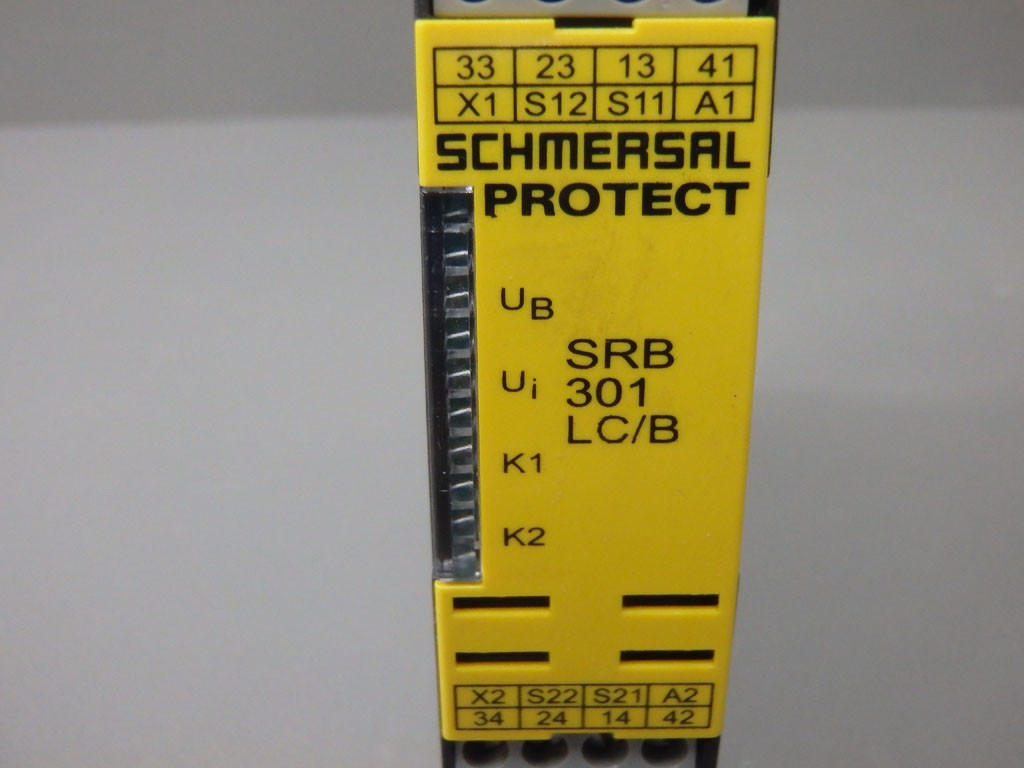 33 23 13 41
X1 S12 S11 A1
SCHMERSAL
PROTECT
UB
SRB
Ui
301
LC/B
K1
K2
X2 S22 S21 A2
34 24 14 42